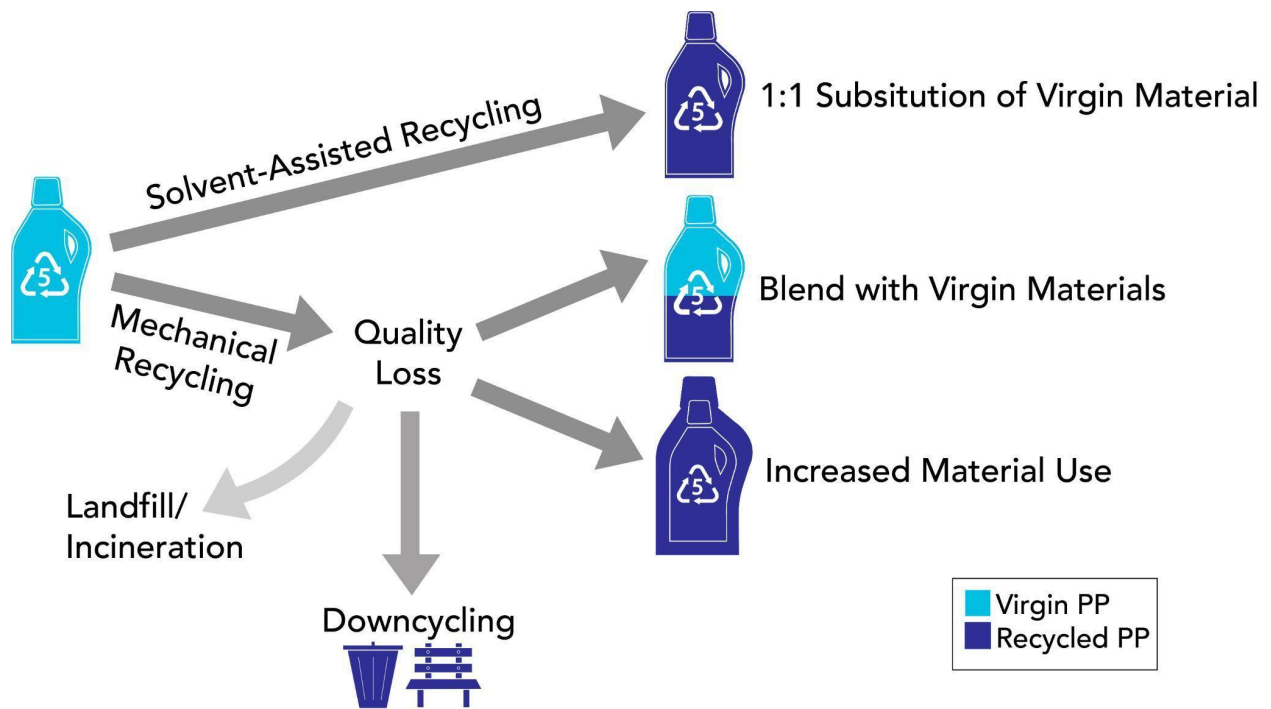 Solvent-Assisted Recycling
5
1:1 Subsitution of Virgin Material
5
Mechanical
Recycling
Quality
Loss
5
Blend with Virgin Materials
5
Increased Material Use
Landfill/
Incineration
Downcycling
Virgin PP
Recycled PP